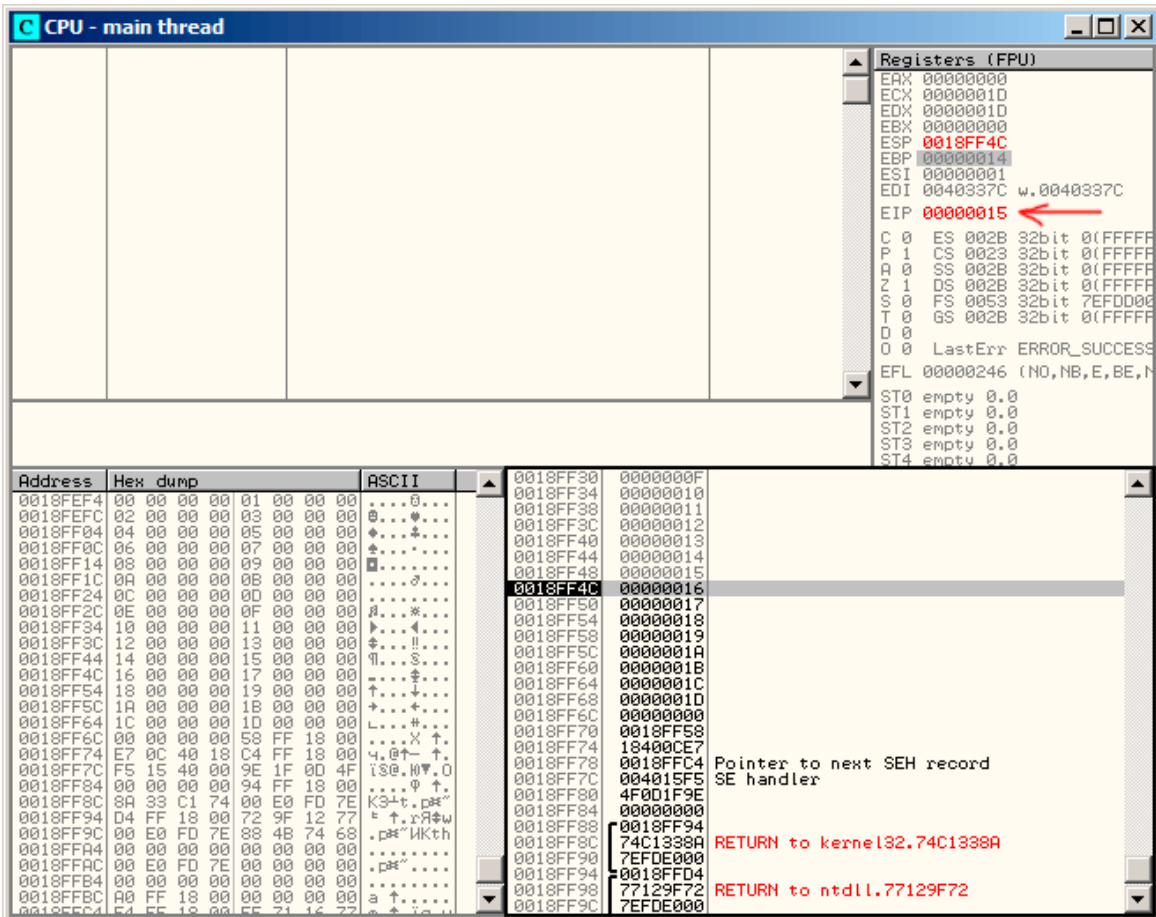 C CPU - main thread
Registers (FPU)
EAX 00000000
ECX 0000001D
EDX 0000001D
EBX 00000000
ESP 0018FF4C
EBP 00000014
ESI 00000001
EDI 0040337C w.0040337C
EIP 00000015
C 0 ES 002B 32bit 0(FFFFF
P 1 CS 0023 32bit 0(FFFFF
A 0 SS 002B 32bit 0(FFFFF
Z 1 DS 002B 32bit 0(FFFFF
S 0 FS 0053 32bit 7EFDD00
T 0 GS 002B 32bit 0(FFFFF
D 0
O 0 LastErr ERROR_SUCCESS
EFL 00000246 (NO,NB,E,BE,N
ST0 empty 0.0
ST1 empty 0.0
ST2 empty 0.0
ST3 empty 0.0
ST4 empty 0.0
Address Hex dump ASCII
0018FEF4 00 00 00 00 01 00 00 00
0018FEFC 02 00 00 00 03 00 00 00
0018FF04 04 00 00 00 05 00 00 00
0018FF0C 06 00 00 00 07 00 00 00
0018FF14 08 00 00 00 09 00 00 00
0018FF1C 0A 00 00 00 0B 00 00 00
0018FF24 0C 00 00 00 0D 00 00 00
0018FF2C 0E 00 00 00 0F 00 00 00
0018FF34 10 00 00 00 11 00 00 00
0018FF3C 12 00 00 00 13 00 00 00
0018FF44 14 00 00 00 15 00 00 00
0018FF4C 16 00 00 00 17 00 00 00
0018FF54 18 00 00 00 19 00 00 00
0018FF5C 1A 00 00 00 1B 00 00 00
0018FF64 1C 00 00 00 1D 00 00 00
0018FF6C 00 00 00 00 58 FF 18 00
0018FF74 E7 0C 40 18 C4 FF 18 00
0018FF7C F5 15 40 00 9E 1F 0D 4F
0018FF84 00 00 00 00 94 FF 18 00
0018FF8C 8A 33 C1 74 00 E0 FD 7E
0018FF94 D4 FF 18 00 72 9F 12 77
0018FF9C 00 E0 FD 7E 88 4B 74 68
0018FFA4 00 00 00 00 00 00 00 00
0018FFAC 00 E0 FD 7E 00 00 00 00
0018FFB4 00 00 00 00 00 00 00 00
0018FFBC A0 FF 18 00 00 00 00 00
0018FF30 0000000F
0018FF34 00000010
0018FF38 00000011
0018FF3C 00000012
0018FF40 00000013
0018FF44 00000014
0018FF48 00000015
0018FF4C 00000016
0018FF50 00000017
0018FF54 00000018
0018FF58 00000019
0018FF5C 0000001A
0018FF60 0000001B
0018FF64 0000001C
0018FF68 0000001D
0018FF6C 00000000
0018FF70 0018FF58
0018FF74 18400CE7
0018FF78 0018FFC4 Pointer to next SEH record
0018FF7C 004015F5 SE handler
0018FF80 4F0D1F9E
0018FF84 00000000
0018FF88 0018FF94
0018FF8C 74C1338A RETURN to kernel32.74C1338A
0018FF90 7EFDE000
0018FF94 0018FFD4
0018FF98 77129F72 RETURN to ntdll.77129F72
0018FF9C 7EFDE000